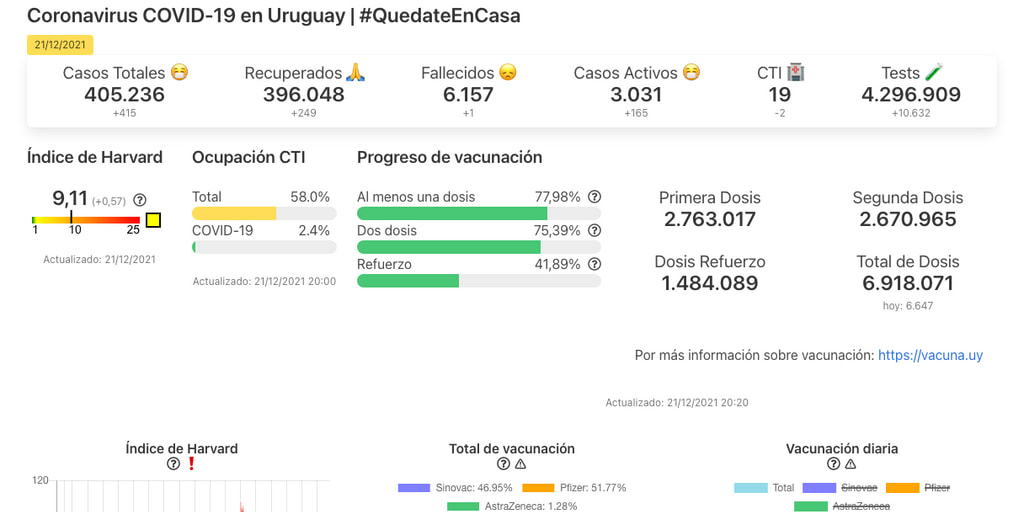 Coronavirus COVID-19 en Uruguay | #QuedateEnCasa
21/12/2021
Casos Totales 😷 Recuperados 🙏 Fallecidos 😞 Casos Activos 😷 CTI 🏥 Tests 🧪
405.236 396.048 6.157 3.031 19 4.296.909
+415 +249 +1 +165 -2 +10.632
Índice de Harvard Ocupación CTI Progreso de vacunación
9,11 (+0,57)
1 10 25
Actualizado: 21/12/2021
Total 58.0%
COVID-19 2.4%
Actualizado: 21/12/2021 20:00
Al menos una dosis 77,98%
Dos dosis 75,39%
Refuerzo 41,89%
Primera Dosis Segunda Dosis
2.763.017 2.670.965
Dosis Refuerzo Total de Dosis
1.484.089 6.918.071
hoy: 6.647
Por más información sobre vacunación: https://vacuna.uy
Actualizado: 21/12/2021 20:20
Índice de Harvard
120
Total de vacunación
Sinovac: 46.95% Pfizer: 51.77%
AstraZeneca: 1.28%
Vacunación diaria
Total Sinovac Pfizer
AstraZeneca